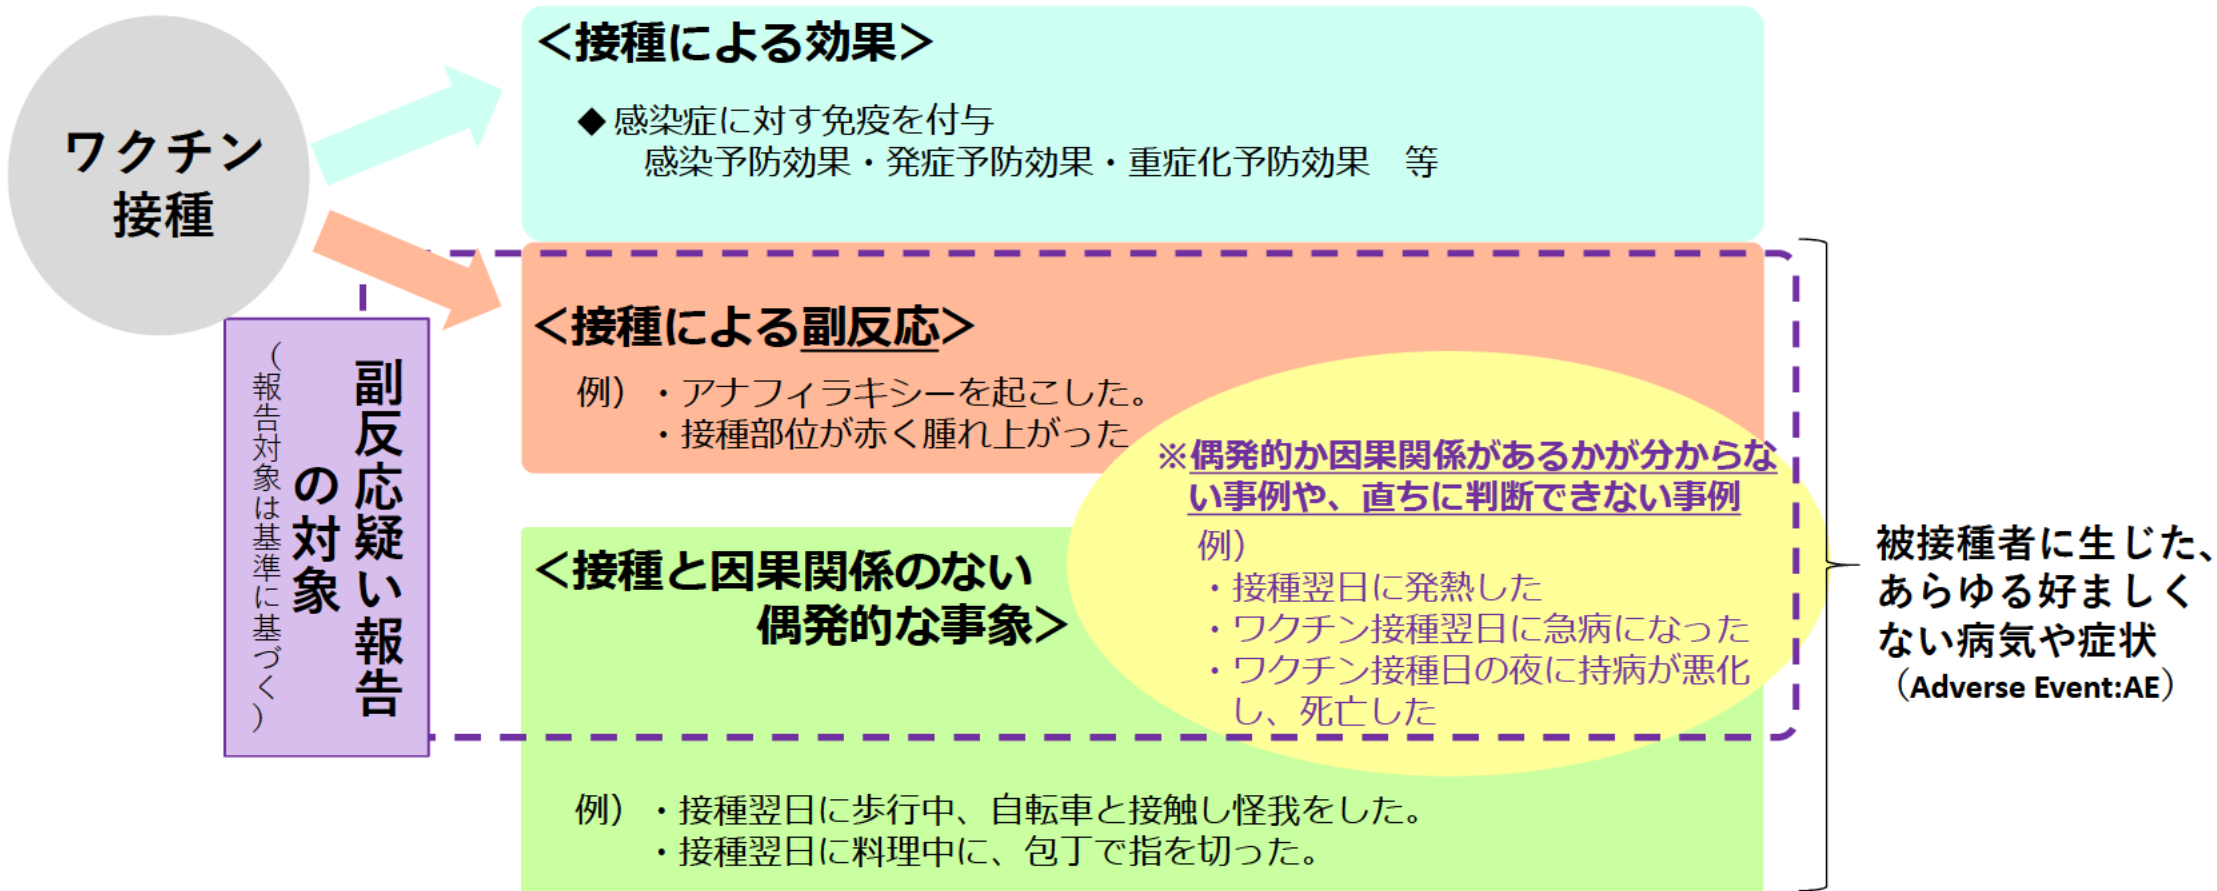 ワクチン
接種
＜接種による効果＞
◆感染症に対す免疫を付与
感染予防効果・発症予防効果・重症化予防効果　等
＜接種による副反応＞
例）・アナフィラキシーを起こした。
・接種部位が赤く腫れ上がった
副反応疑い報告
の対象
（報告対象は基準に基づく）
※偶発的か因果関係があるかが分からな
い事例や、直ちに判断できない事例
例）
・接種翌日に発熱した
・ワクチン接種翌日に急病になった
・ワクチン接種日の夜に持病が悪化
し、死亡した
＜接種と因果関係のない
偶発的な事象＞
例）・接種翌日に歩行中、自転車と接触し怪我をした。
・接種翌日に料理中に、包丁で指を切った。
被接種者に生じた、
あらゆる好ましく
ない病気や症状
（Adverse Event:AE）